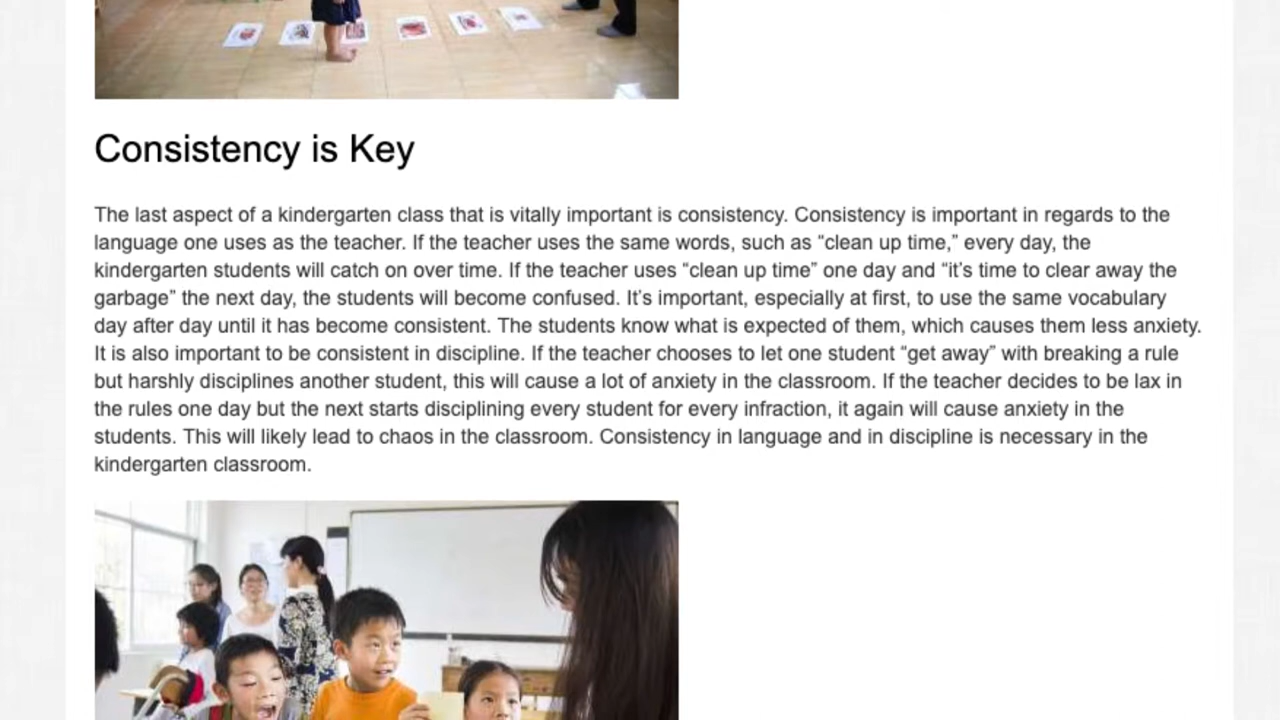 Consistency is Key
The last aspect of a kindergarten class that is vitally important is consistency. Consistency is important in regards to the
language one uses as the teacher. If the teacher uses the same words, such as “clean up time,” every day, the
kindergarten students will catch on over time. If the teacher uses “clean up time” one day and “it’s time to clear away the
garbage” the next day, the students will become confused. It’s important, especially at first, to use the same vocabulary
day after day until it has become consistent. The students know what is expected of them, which causes them less anxiety.
It is also important to be consistent in discipline. If the teacher chooses to let one student “get away” with breaking a rule
but harshly disciplines another student, this will cause a lot of anxiety in the classroom. If the teacher decides to be lax in
the rules one day but the next starts disciplining every student for every infraction, it again will cause anxiety in the
students. This will likely lead to chaos in the classroom. Consistency in language and in discipline is necessary in the
kindergarten classroom.